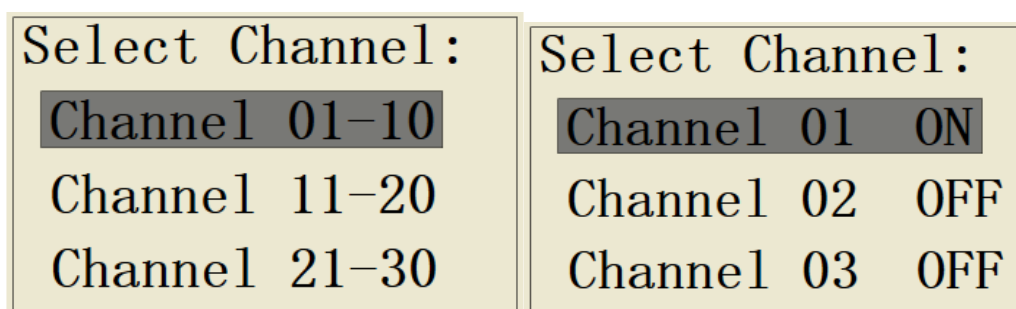 Select Channel:
Channel 01-10
Channel 11-20
Channel 21-30
Select Channel:
Channel 01 ON
Channel 02 OFF
Channel 03 OFF